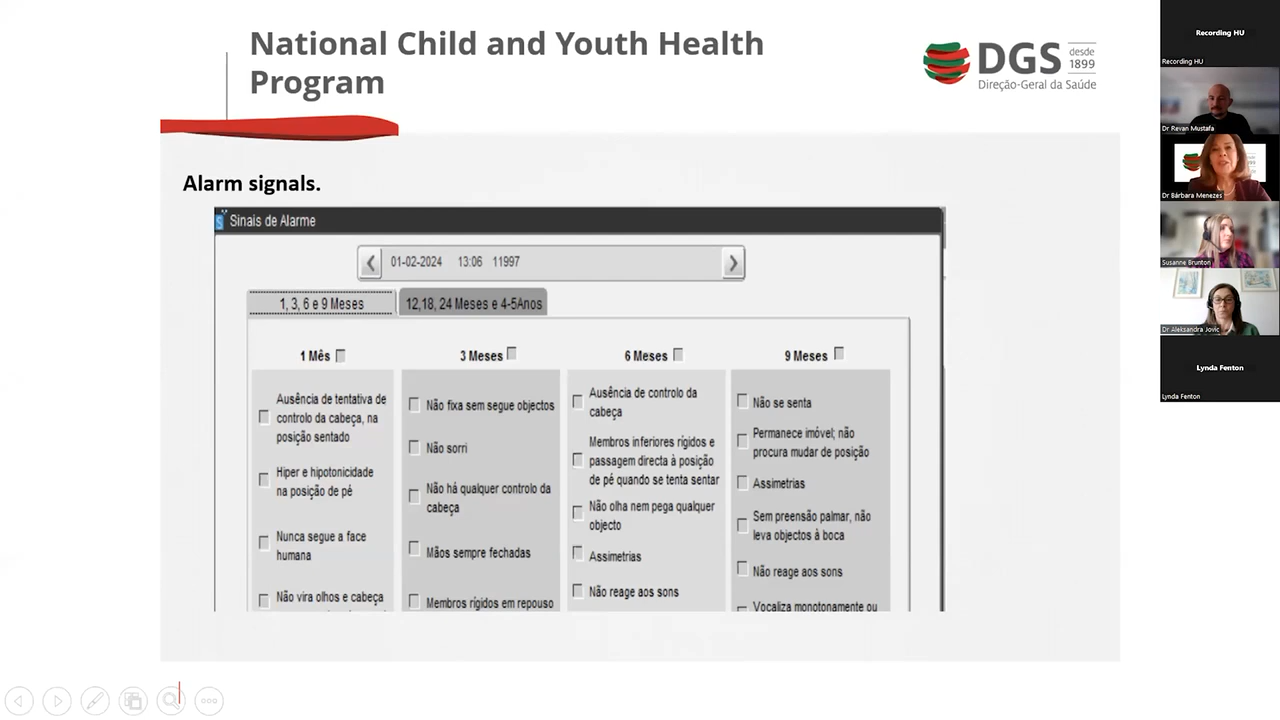 National Child and Youth Health
Program
DGS
desde
1899
Direção-Geral da Saúde
Alarm signals.
Sinais de Alarme
01-02-2024 13:06 11997
1, 3, 6 e 9 Meses
12,18, 24 Meses e 4-5Anos
1 Mês
Ausência de tentativa de
controlo da cabeça, na
posição sentado
Hiper e hipotonicidade
na posição de pé
Nunca segue a face
humana
Não vira olhos e cabeça
3 Meses
Não fixa sem segue objectos
Não sorri
Não há qualquer controlo da
cabeça
Mãos sempre fechadas
Membros rígidos em repouso
6 Meses
Ausência de controlo da
cabeça
Membros inferiores rígidos e
passagem directa à posição
de pé quando se tenta sentar
Não olha nem pega qualquer
objecto
Assimetrias
Não reage aos sons
9 Meses
Não se senta
Permanece imóvel; não
procura mudar de posição
Assimetrias
Sem preensão palmar, não
leva objectos à boca
Não reage aos sons
Vocaliza monotonamente ou
Recording HU
Recording HU
Dr Revan Mustafa
Dr Bárbara Menezes
Susanne Brunton
Dr Aleksandra Jovic
Lynda Fenton
Lynda Fenton